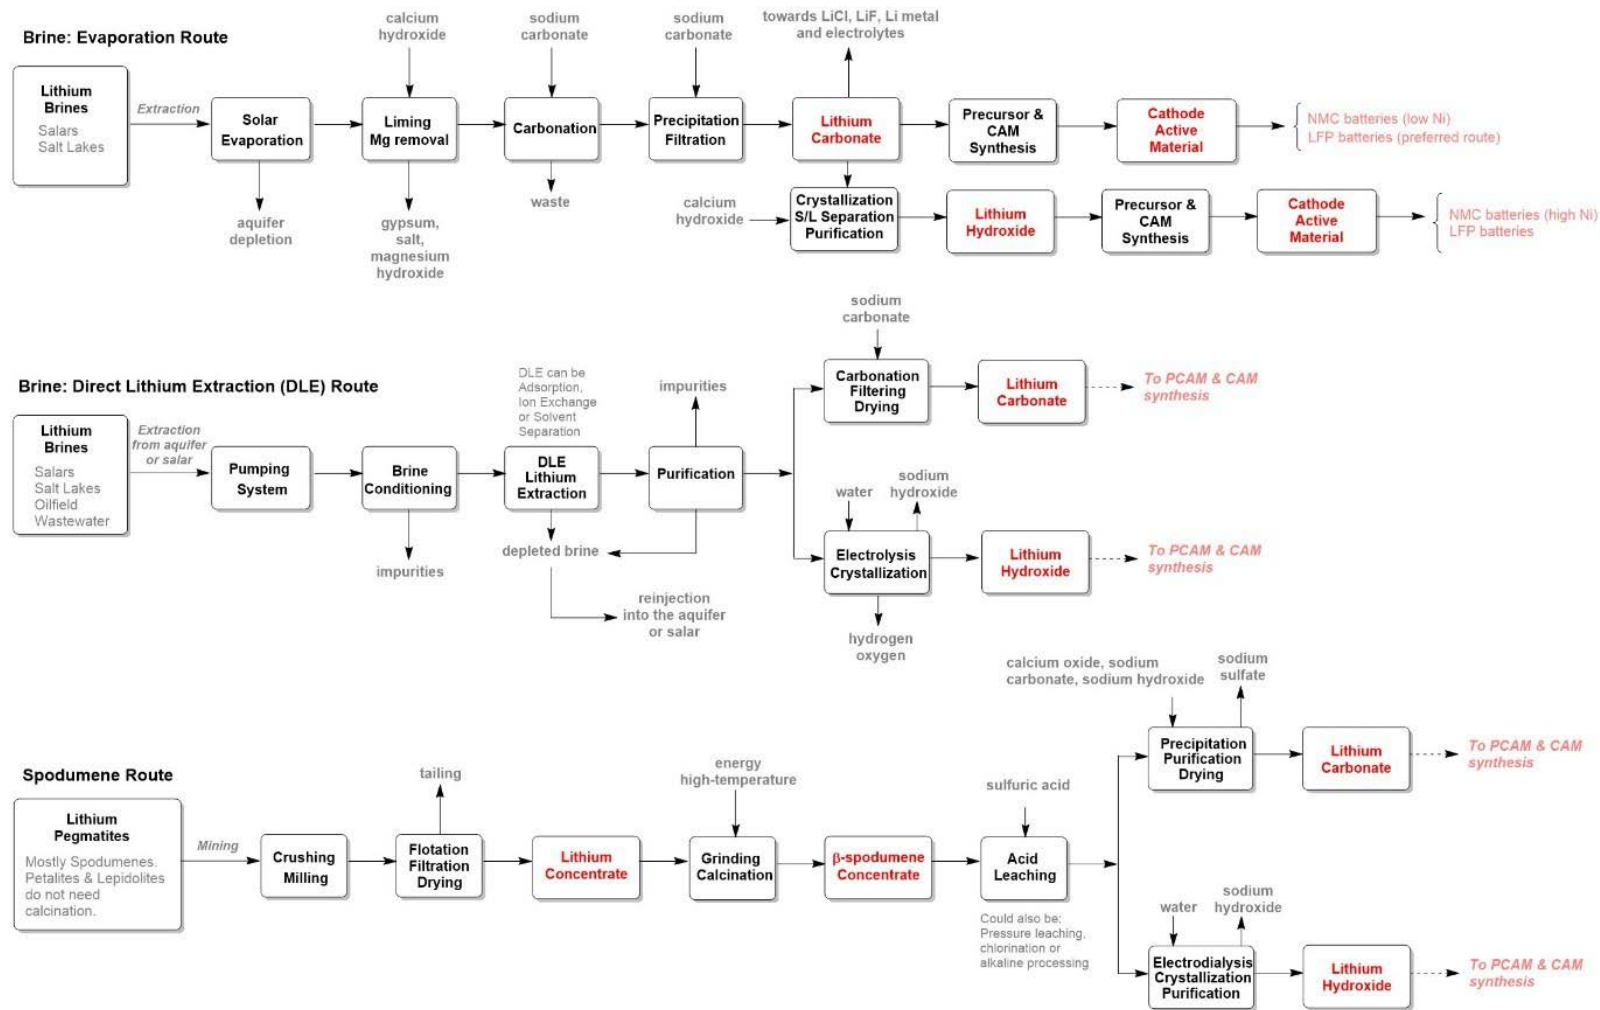 Brine: Evaporation Route
calcium
hydroxide
sodium
carbonate
sodium
carbonate
towards LiCl, LiF, Li metal
and electrolytes
Lithium
Brines
Salars
Salt Lakes
Extraction
Solar
Evaporation
Liming
Mg removal
Carbonation
Precipitation
Filtration
Lithium
Carbonate
Precursor &
CAM
Synthesis
Cathode
Active
Material
NMC batteries (low Ni)
LFP batteries (preferred route)
aquifer
depletion
gypsum,
salt,
magnesium
hydroxide
waste
calcium
hydroxide
Crystallization
S/L Separation
Purification
Lithium
Hydroxide
Precursor &
CAM
Synthesis
Cathode
Active
Material
NMC batteries (high Ni)
LFP batteries
Brine: Direct Lithium Extraction (DLE) Route
Lithium
Brines
Salars
Salt Lakes
Oilfield
Wastewater
Extraction
from aquifer
or salar
Pumping
System
Brine
Conditioning
impurities
DLE can be
Adsorption,
Ion Exchange
or Solvent
Separation
DLE
Lithium
Extraction
impurities
Purification
depleted brine
reinjection
into the aquifer
or salar
sodium
carbonate
Carbonation
Filtering
Drying
Lithium
Carbonate
To PCAM & CAM
synthesis
water
sodium
hydroxide
Electrolysis
Crystallization
hydrogen
oxygen
Lithium
Hydroxide
To PCAM & CAM
synthesis
Spodumene Route
Lithium
Pegmatites
Mostly Spodumenes.
Petalites & Lepidolites
do not need
calcination.
Mining
Crushing
Milling
tailing
Flotation
Filtration
Drying
Lithium
Concentrate
energy
high-temperature
Grinding
Calcination
β-spodumene
Concentrate
sulfuric acid
Acid
Leaching
Could also be:
Pressure leaching,
chlorination or
alkaline processing
calcium oxide, sodium
carbonate, sodium hydroxide
sodium
sulfate
Precipitation
Purification
Drying
Lithium
Carbonate
To PCAM & CAM
synthesis
water
sodium
hydroxide
Electrodialysis
Crystallization
Purification
Lithium
Hydroxide
To PCAM & CAM
synthesis